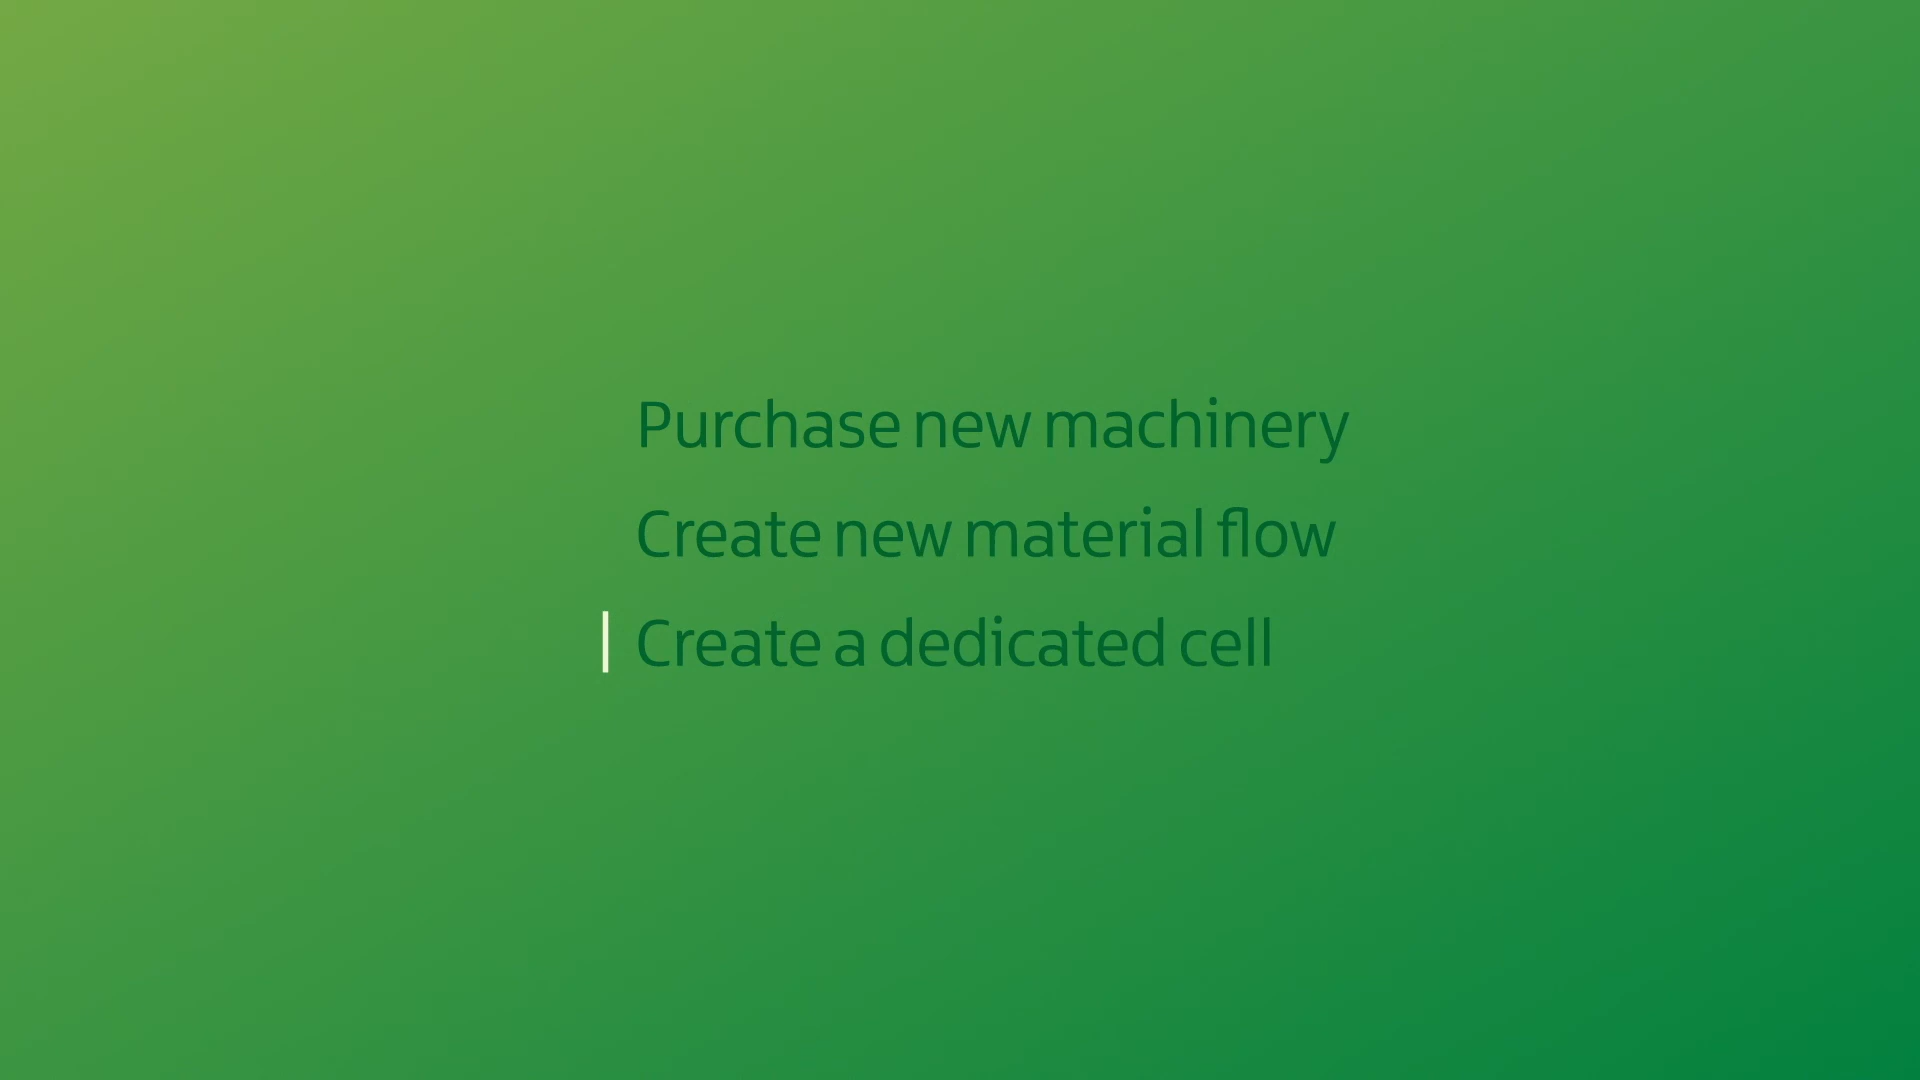 Purchase new machinery
Create new material flow
Create a dedicated cell